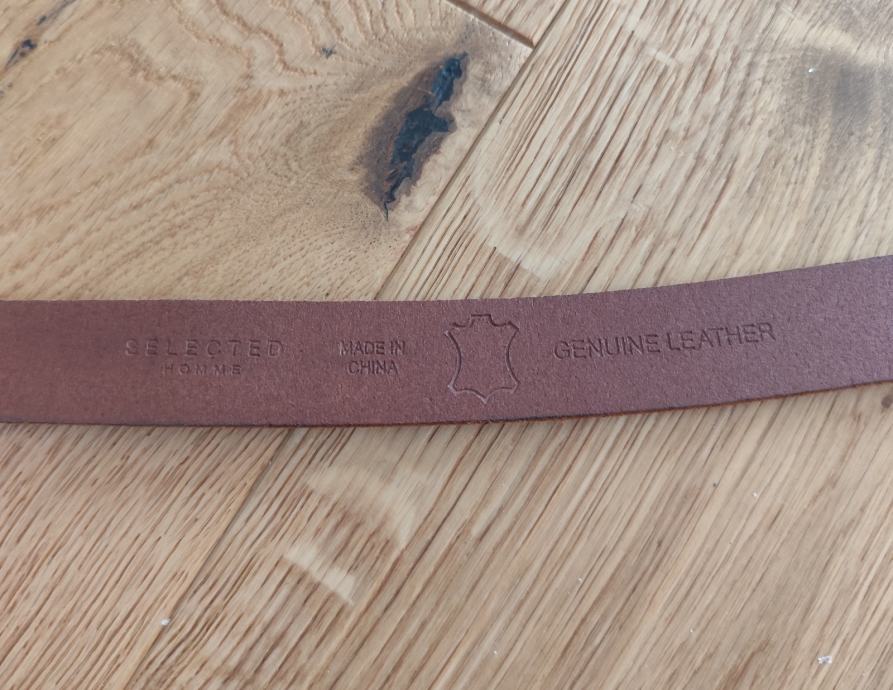 SELECTED
HOMME
MADE IN
CHINA
GENUINE LEATHER